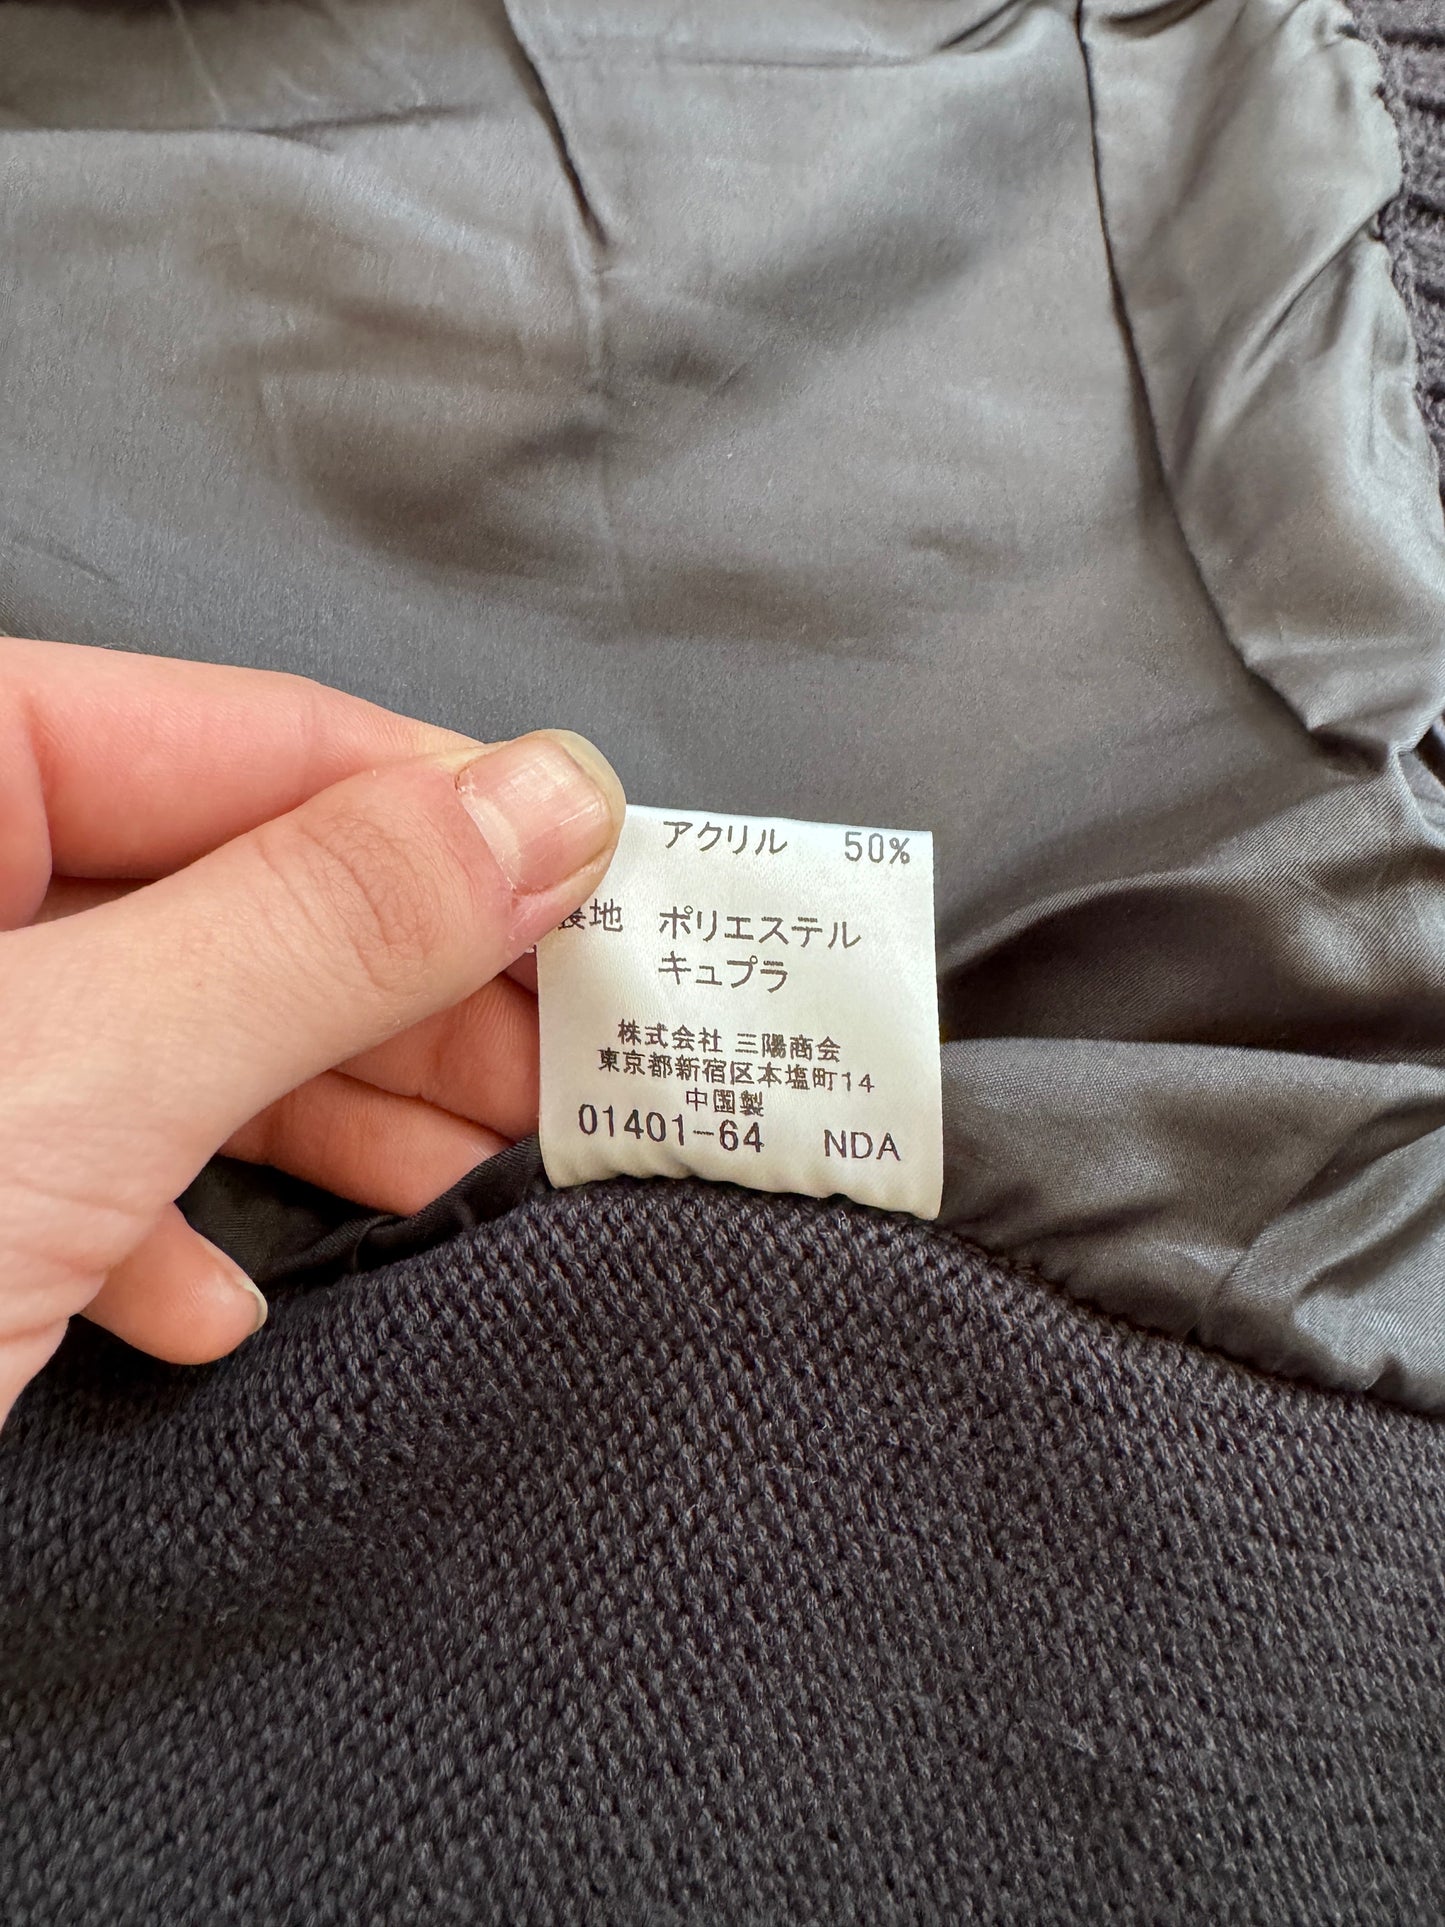 アクリル 50%
裏地 ポリエステル
キュプラ
株式会社 三陽商会
東京都新宿区本塩町14
中国製
01401-64 NDA